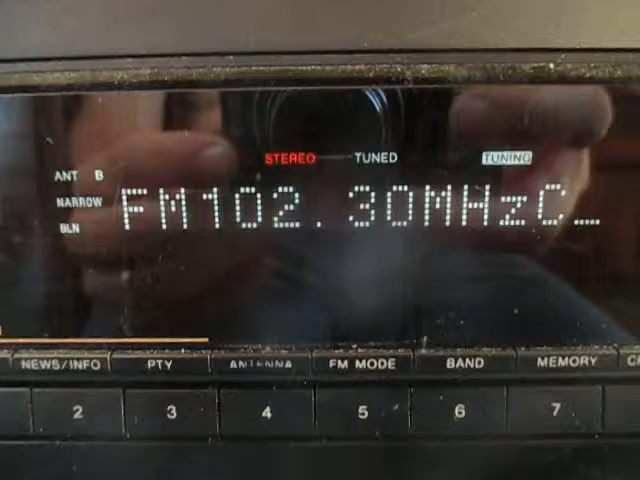 STEREO TUNED TUNING
ANT B
NARROW
FM102.30MHzC_
BLN
NEWS/INFO PTY ANTENNA FM MODE BAND MEMORY
2 3 4 5 6 7